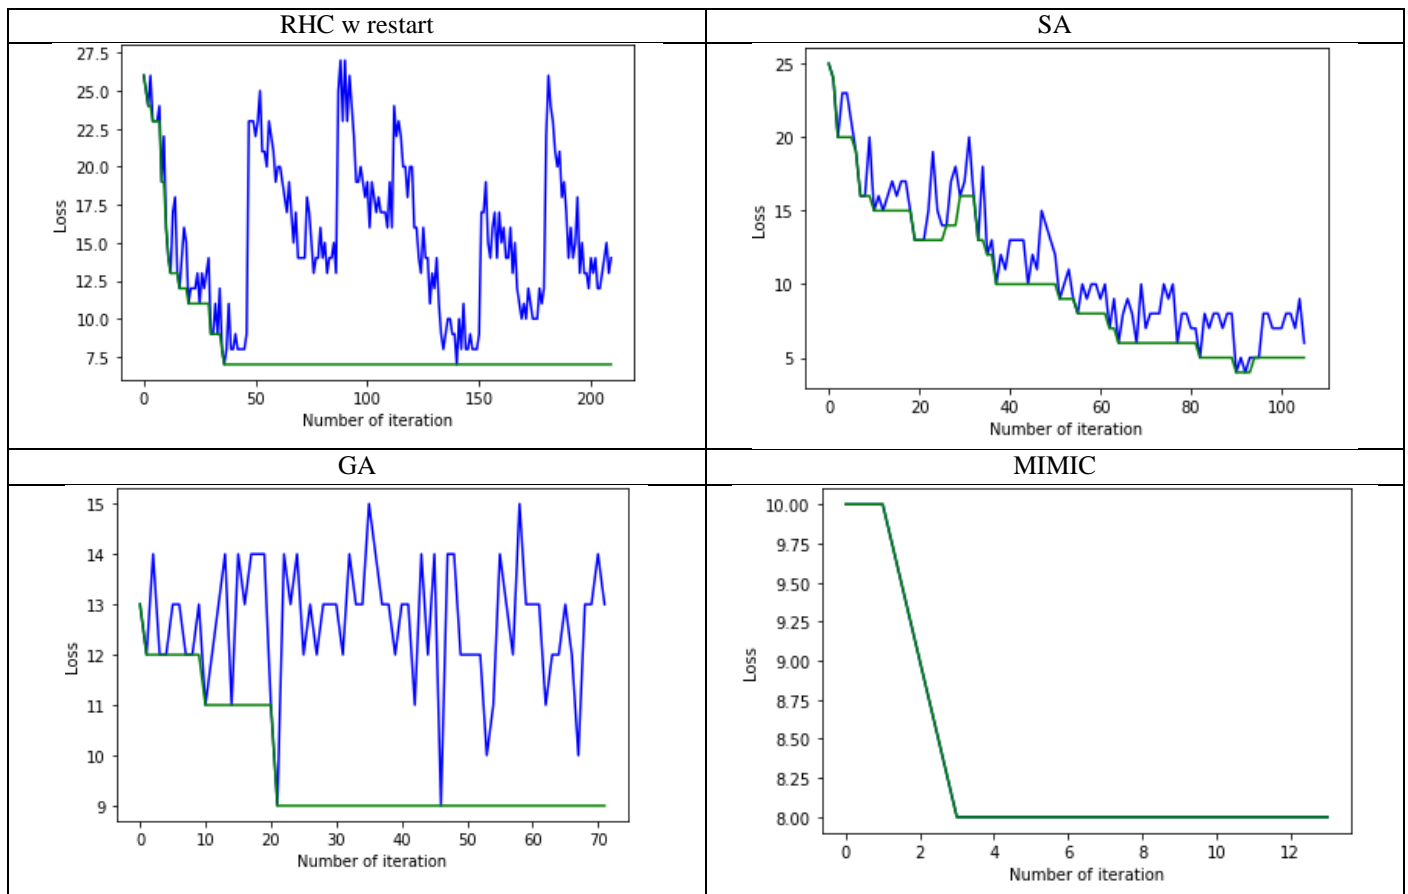 RHC w restart
SA
27.5
25.0
22.5
20.0
17.5
15.0
12.5
10.0
7.5
Loss
0 50 100 150 200
Number of iteration
25
20
15
10
5
Loss
0 20 40 60 80 100
Number of iteration
GA
MIMIC
15
14
13
12
11
10
9
Loss
0 10 20 30 40 50 60 70
Number of iteration
10.00
9.75
9.50
9.25
9.00
8.75
8.50
8.25
8.00
Loss
0 2 4 6 8 10 12
Number of iteration